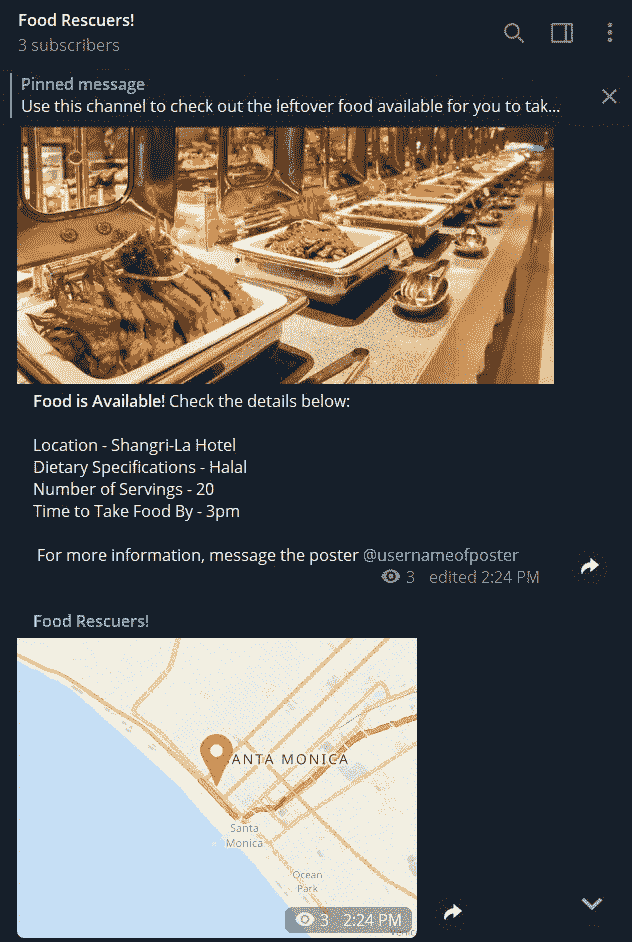 Food Rescuers!
3 subscribers
Pinned message
Use this channel to check out the leftover food available for you to tak...
Food is Available! Check the details below:
Location - Shangri-La Hotel
Dietary Specifications - Halal
Number of Servings - 20
Time to Take Food By - 3pm
For more information, message the poster @usernameofposter
3 edited 2:24 PM
Food Rescuers!
ANTA MONICA
Santa
Monica
Ocean
Park
3 2:24 PM